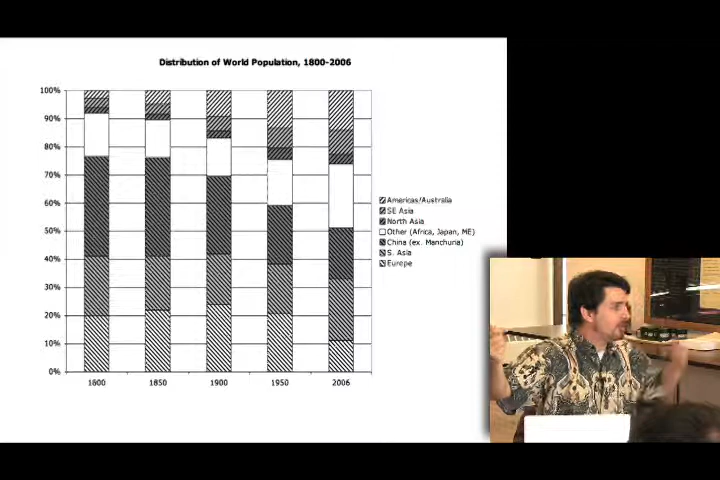 Distribution of World Population, 1800-2006
100%
90%
80%
70%
60%
50%
40%
30%
20%
10%
0%
1800
1850
1900
1950
2006
Americas/Australia
SE Asia
North Asia
Other (Africa, Japan, ME)
China (ex. Manchuria)
S. Asia
Europe